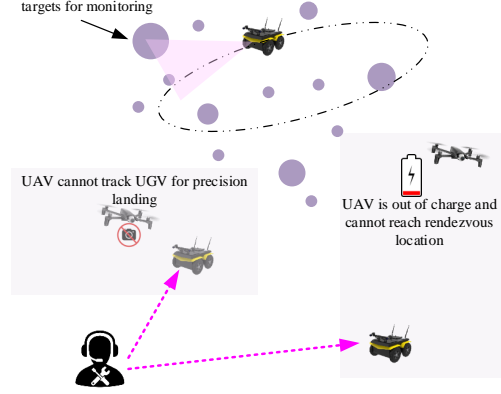 targets for monitoring
UAV cannot track UGV for precision
landing
UAV is out of charge and
cannot reach rendezvous
location